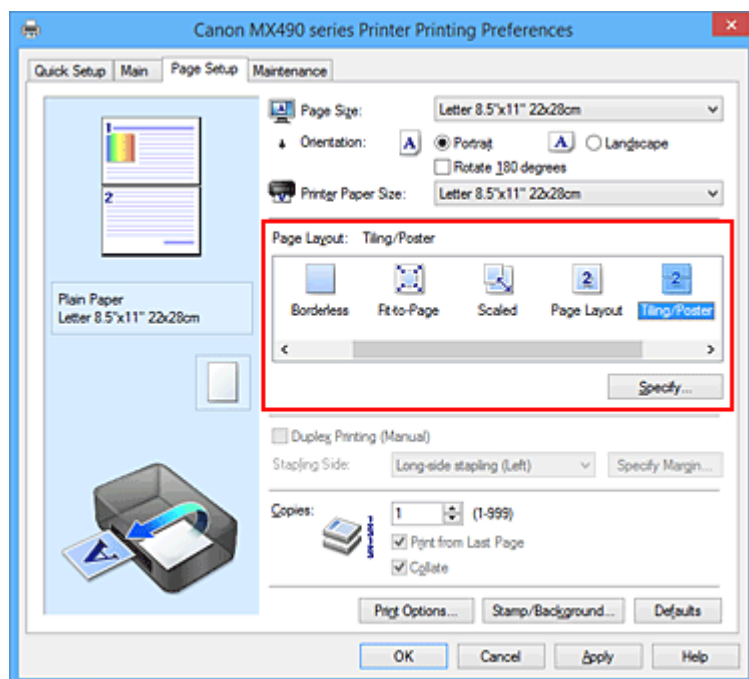 Canon MX490 series Printer Printing Preferences
Quick Setup Main Page Setup Maintenance
Page Size: Letter 8.5"x11" 22x28cm
Orientation: A Portrait A Landscape
Rotate 180 degrees
Printer Paper Size: Letter 8.5"x11" 22x28cm
1
2
Page Layout: Tiling/Poster
2 2
Borderless Fit-to-Page Scaled Page Layout Tiling/Poster
Plain Paper
Letter 8.5"x11" 22x28cm
Specify...
Duplex Printing (Manual)
Stapling Side: Long-side stapling (Left) Specify Margin...
Copies: 1 (1-999)
Print from Last Page
Collate
A
Print Options... Stamp/Background... Defaults
OK Cancel Apply Help